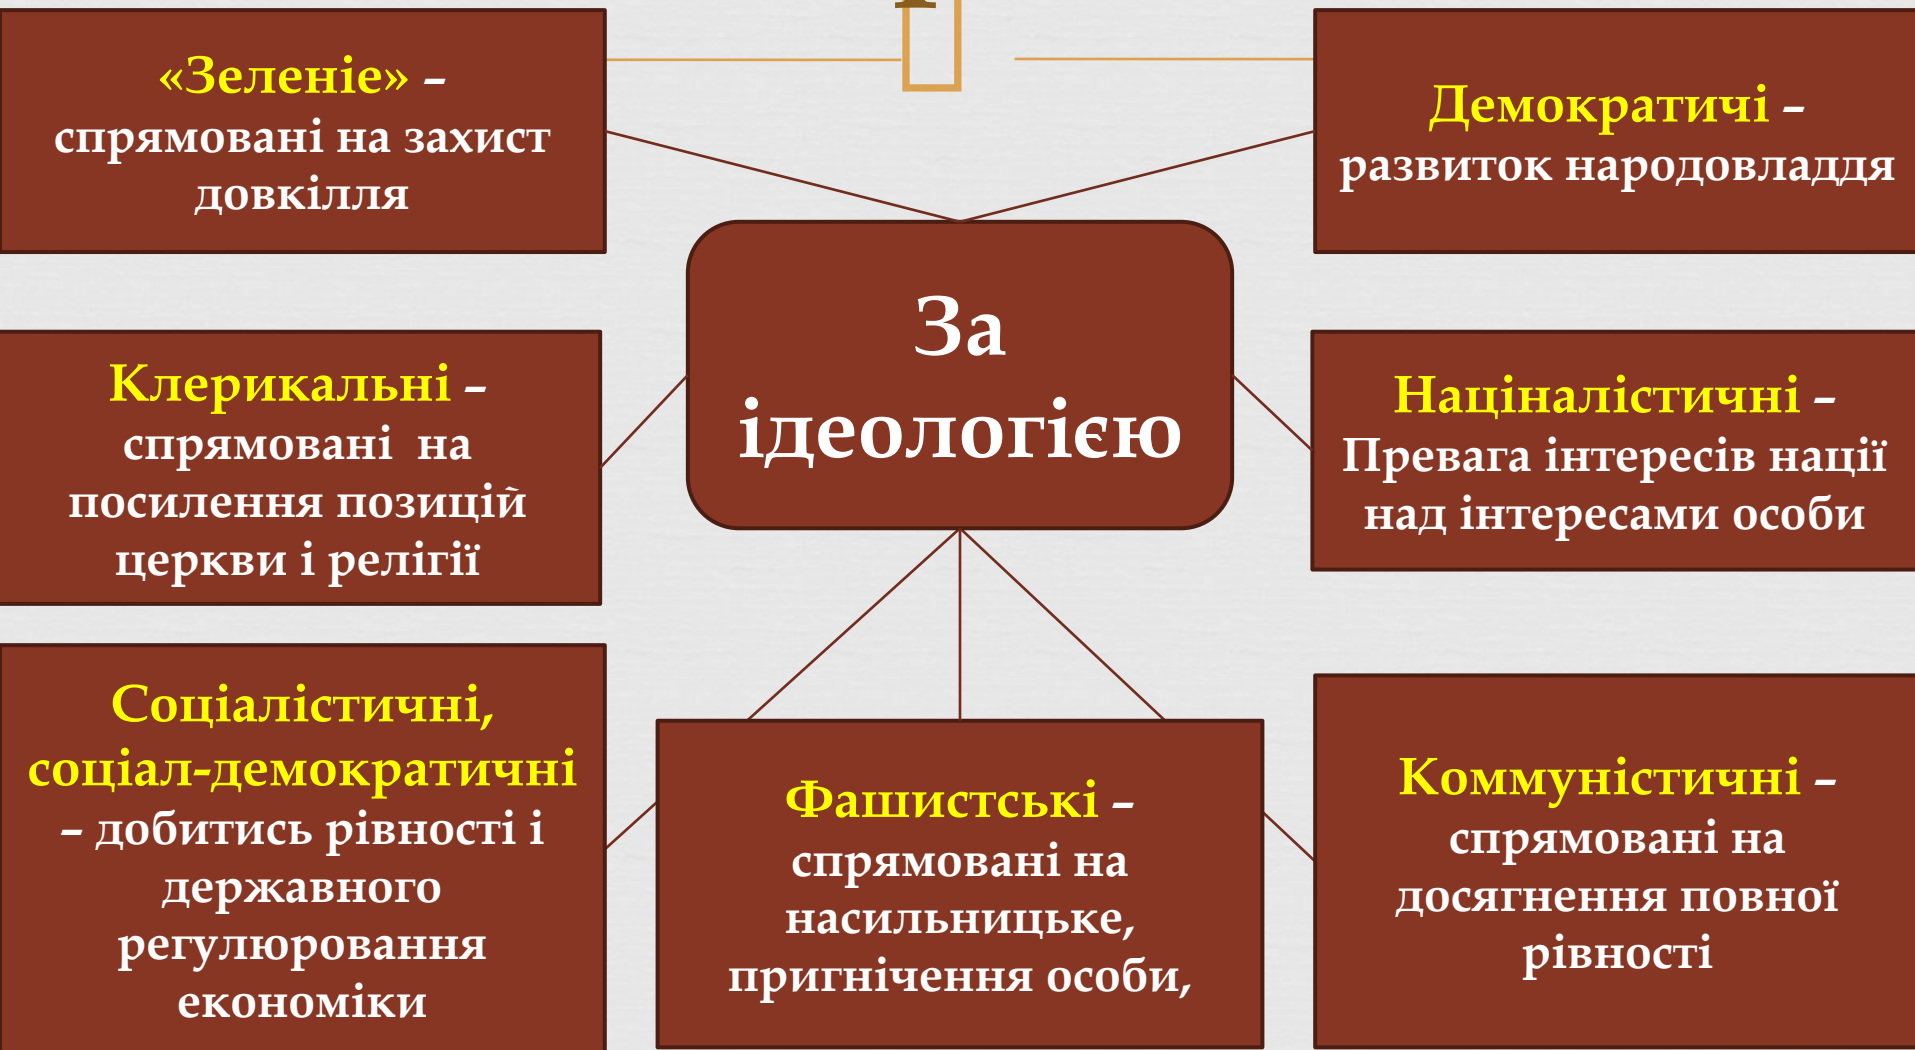 «Зеленіе» –
спрямовані на захист
довкілля
Демократичі –
развиток народовладдя
За
ідеологією
Клерикальні –
спрямовані на
посилення позицій
церкви і релігії
Націналістичні –
Превага інтересів нації
над інтересами особи
Соціалістичні,
соціал-демократичні
– добитись рівності і
державного
регулюровання
економіки
Фашистські –
спрямовані на
насильницьке,
пригнічення особи,
Коммуністичні –
спрямовані на
досягнення повної
рівності